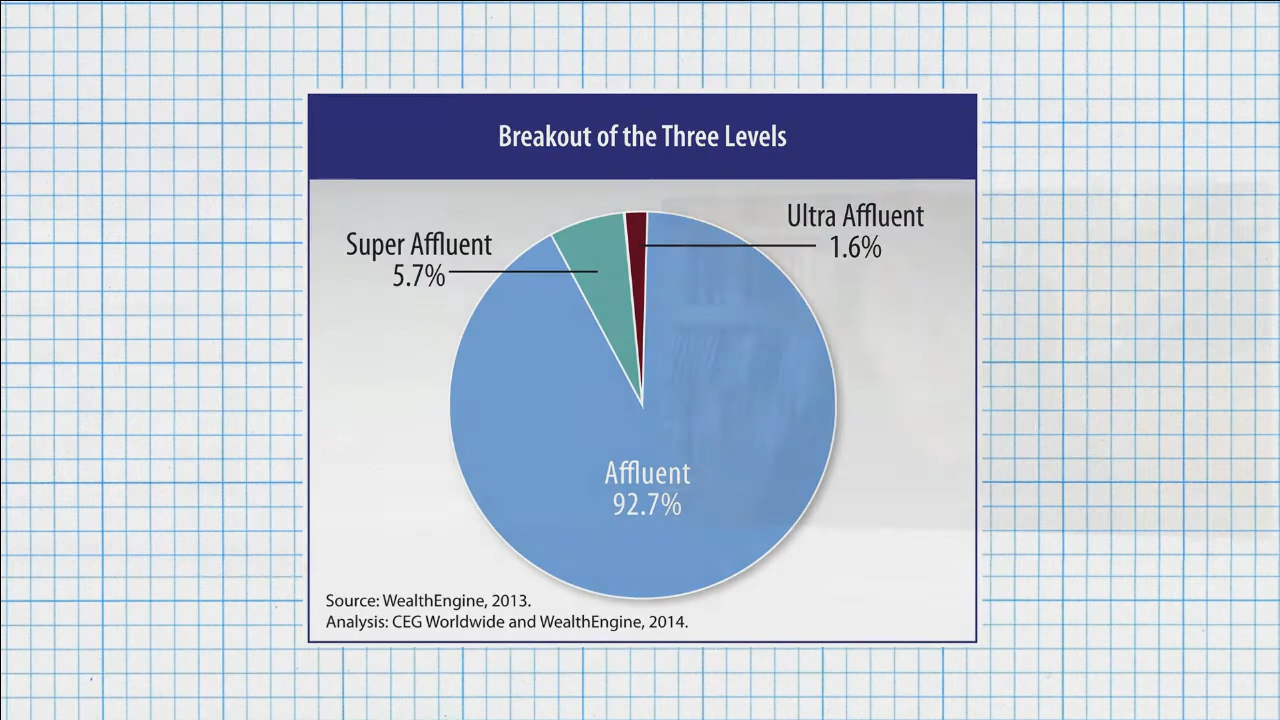 Breakout of the Three Levels
Ultra Affluent
1.6%
Super Affluent
5.7%
Affluent
92.7%
Source: WealthEngine, 2013.
Analysis: CEG Worldwide and WealthEngine, 2014.